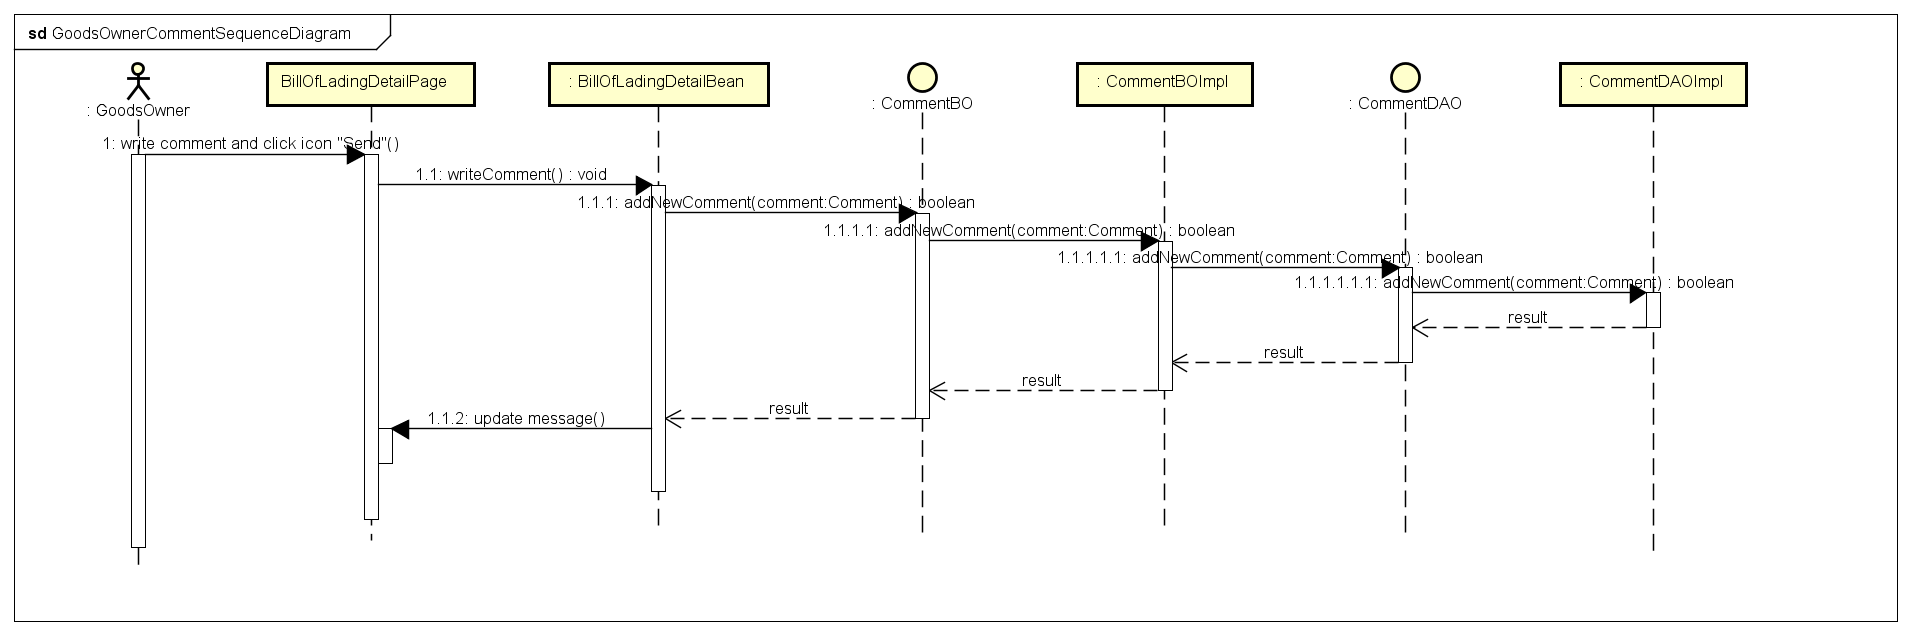 sd GoodsOwnerCommentSequenceDiagram
: GoodsOwner
BillOfLadingDetailPage
: BillOfLadingDetailBean
: CommentBO
: CommentBOImpl
: CommentDAO
: CommentDAOImpl
1: write comment and click icon "Send"()
1.1: writeComment() : void
1.1.1: addNewComment(comment:Comment) : boolean
1.1.1.1: addNewComment(comment:Comment) : boolean
1.1.1.1.1: addNewComment(comment:Comment) : boolean
1.1.1.1.1.1: addNewComment(comment:Comment) : boolean
result
result
result
result
1.1.2: update message()